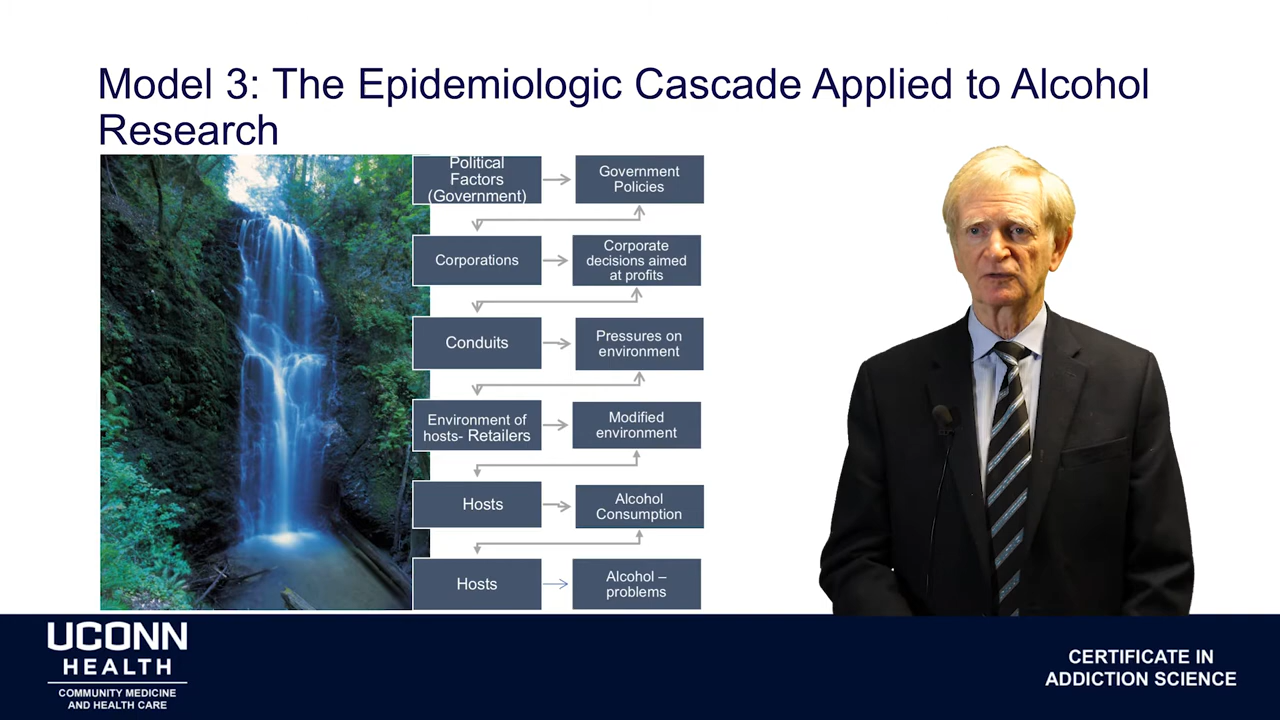 Model 3: The Epidemiologic Cascade Applied to Alcohol
Research
Political
Factors
(Government)
Government
Policies
Corporations
Corporate
decisions aimed
at profits
Conduits
Pressures on
environment
Environment of
hosts- Retailers
Modified
environment
Hosts
Alcohol
Consumption
Hosts
Alcohol –
problems
UCONN
HEALTH
COMMUNITY MEDICINE
AND HEALTH CARE
CERTIFICATE IN
ADDICTION SCIENCE